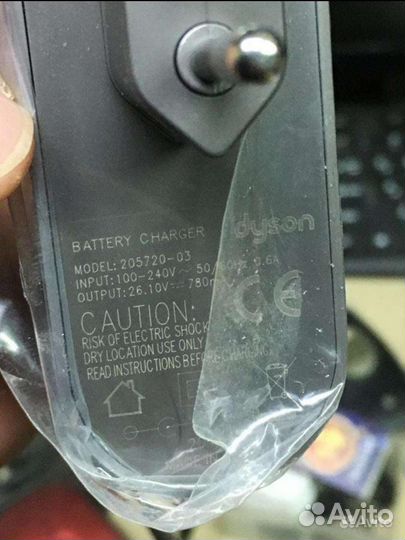 BATTERY CHARGER dyson
MODEL: 205720-03
INPUT: 100-240V~ 50/60Hz 0.6A
OUTPUT: 26.10V⎓ 780m
CE
CAUTION:
RISK OF ELECTRIC SHOCK
DRY LOCATION USE ONLY
READ INSTRUCTIONS BEFORE CHARGING
Avito